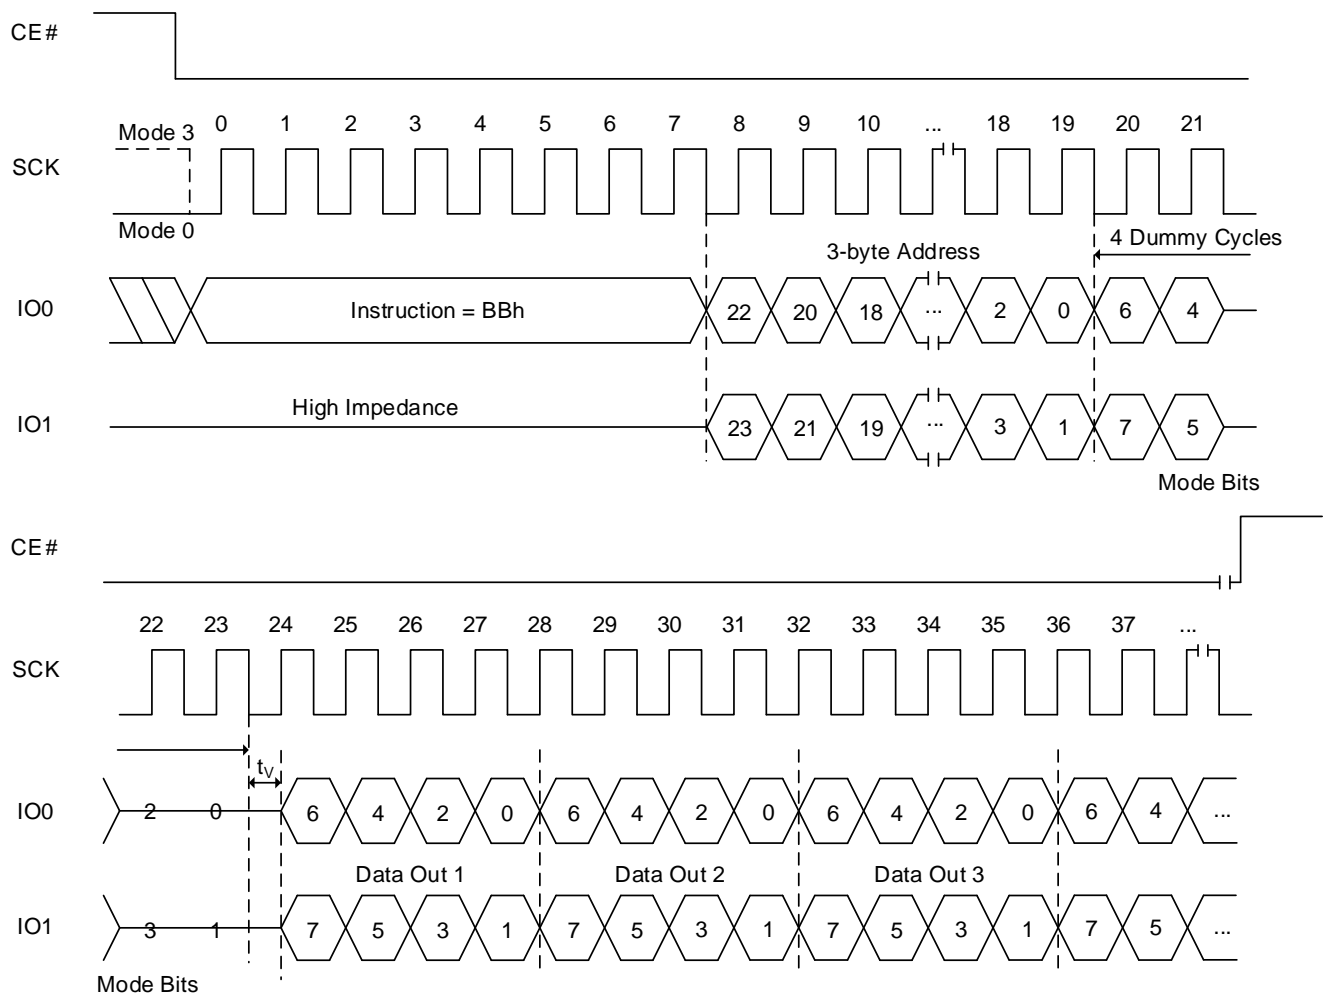 CE#
Mode 3
0 1 2 3 4 5 6 7 8 9 10 ... 18 19 20 21
SCK
Mode 0
3-byte Address
4 Dummy Cycles
IO0
Instruction = BBh
22 20 18 ... 2 0 6 4
High Impedance
IO1
23 21 19 ... 3 1 7 5
Mode Bits
CE#
22 23 24 25 26 27 28 29 30 31 32 33 34 35 36 37 ...
SCK
tV
IO0
2 0 6 4 2 0 6 4 2 0 6 4 2 0 6 4 ...
Data Out 1
Data Out 2
Data Out 3
IO1
3 1 7 5 3 1 7 5 3 1 7 5 3 1 7 5 ...
Mode Bits